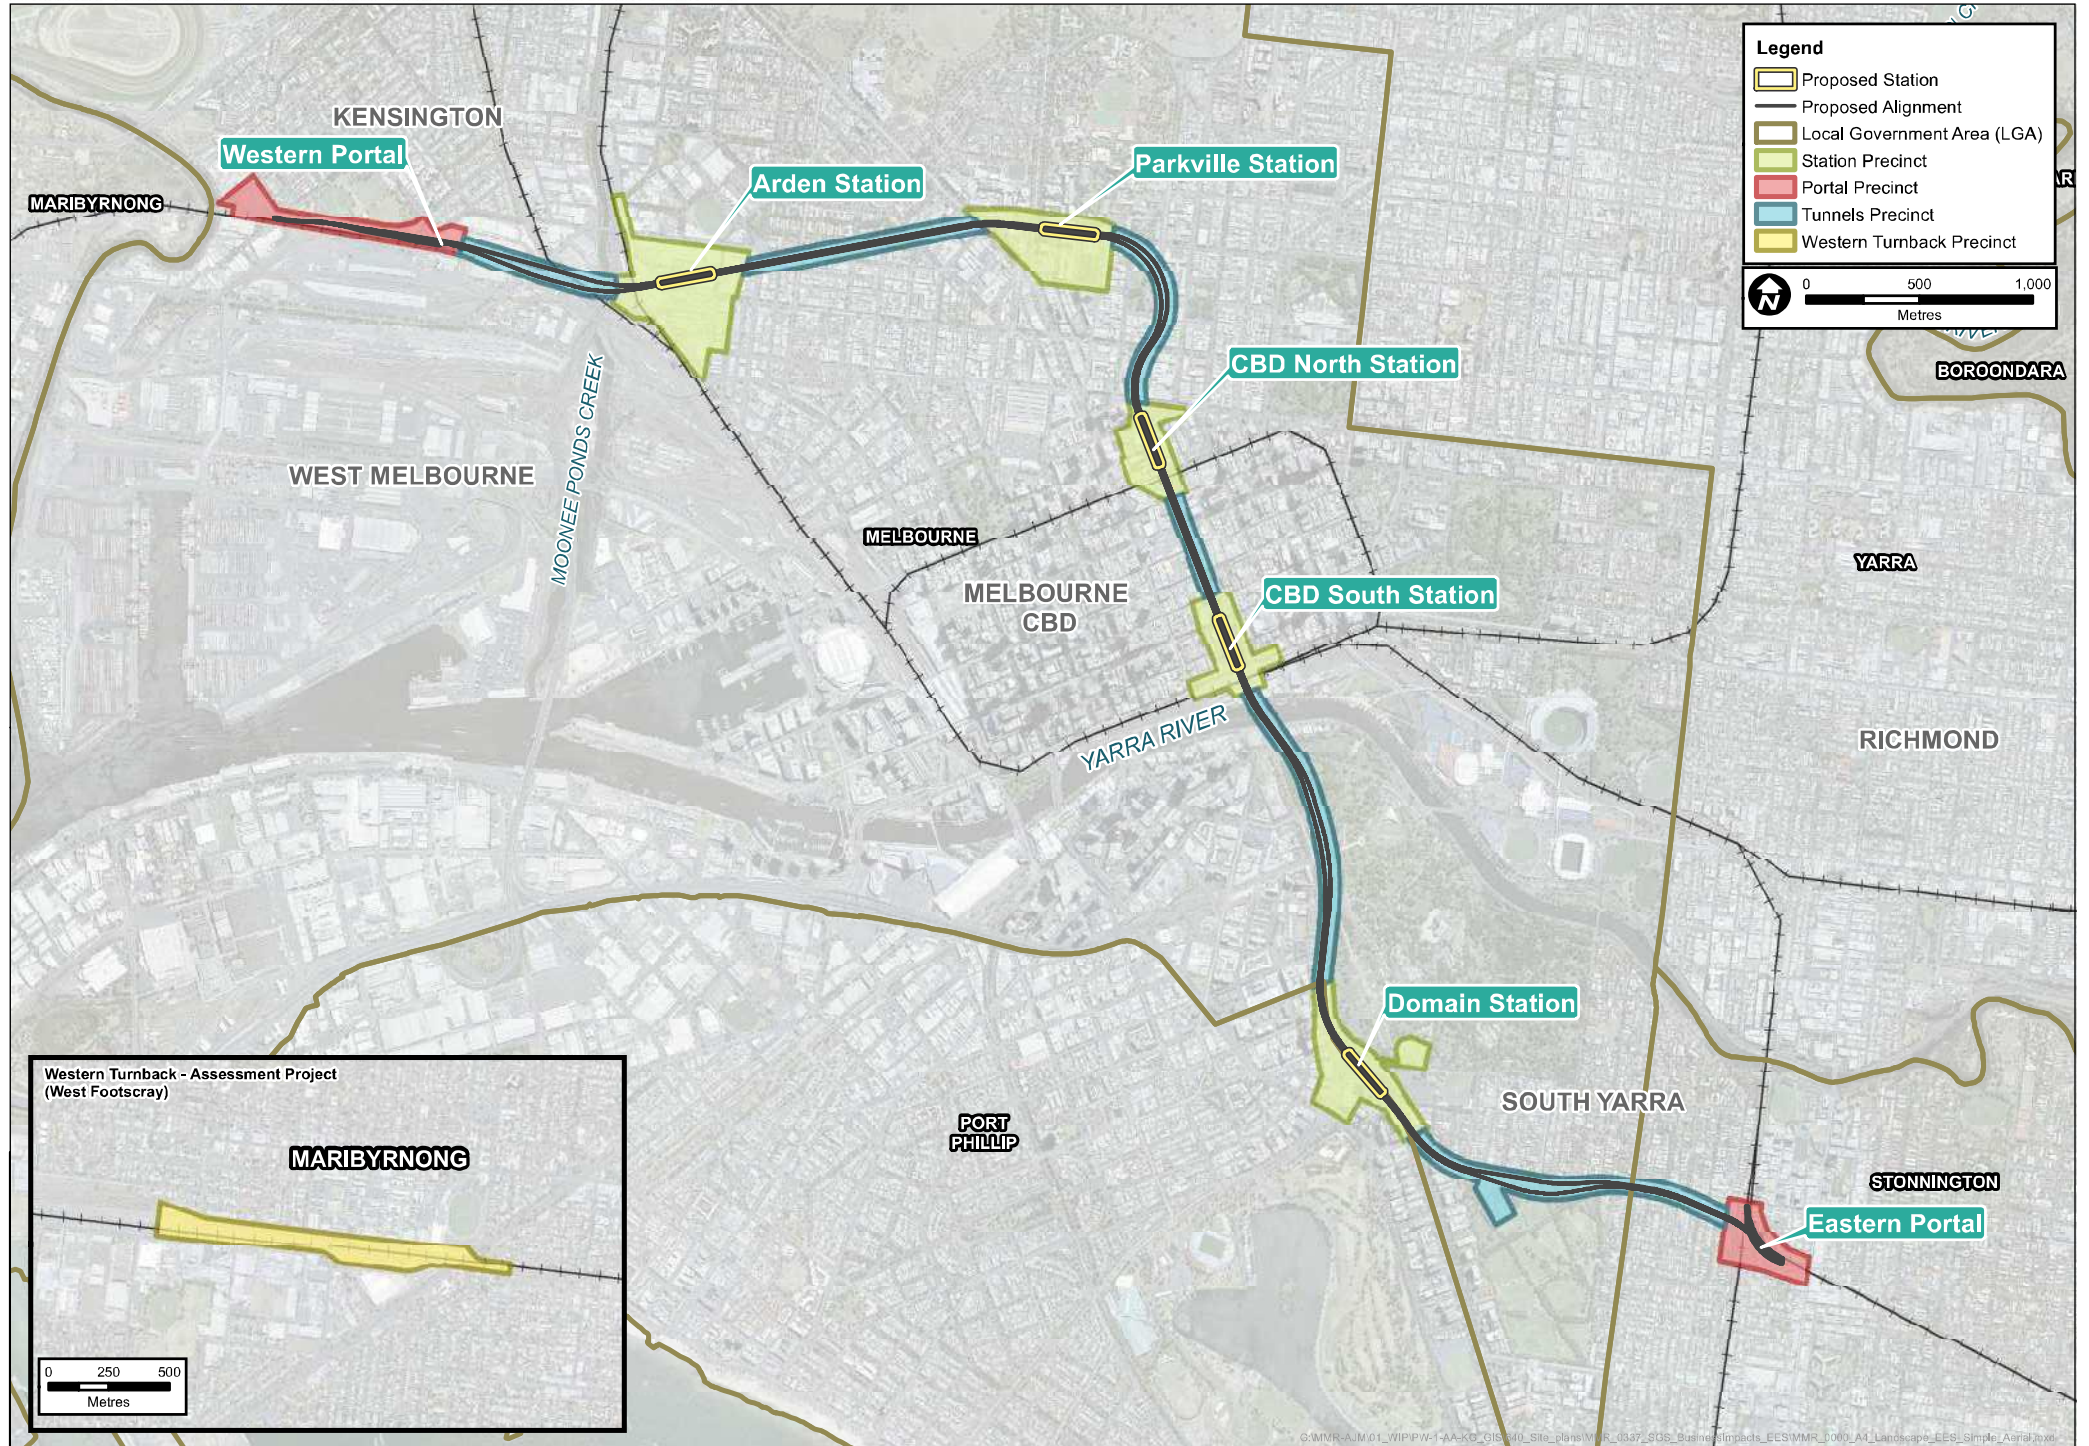 Legend
Proposed Station
Proposed Alignment
Local Government Area (LGA)
Station Precinct
Portal Precinct
Tunnels Precinct
Western Turnback Precinct
N
0 500 1,000
Metres
KENSINGTON
Western Portal
MARIBYRNONG
Arden Station
Parkville Station
CBD North Station
BOROONDARA
WEST MELBOURNE
MOONEE PONDS CREEK
MELBOURNE
YARRA
MELBOURNE
CBD
CBD South Station
YARRA RIVER
RICHMOND
Domain Station
SOUTH YARRA
PORT
PHILLIP
STONNINGTON
Eastern Portal
Western Turnback - Assessment Project
(West Footscray)
MARIBYRNONG
0 250 500
Metres